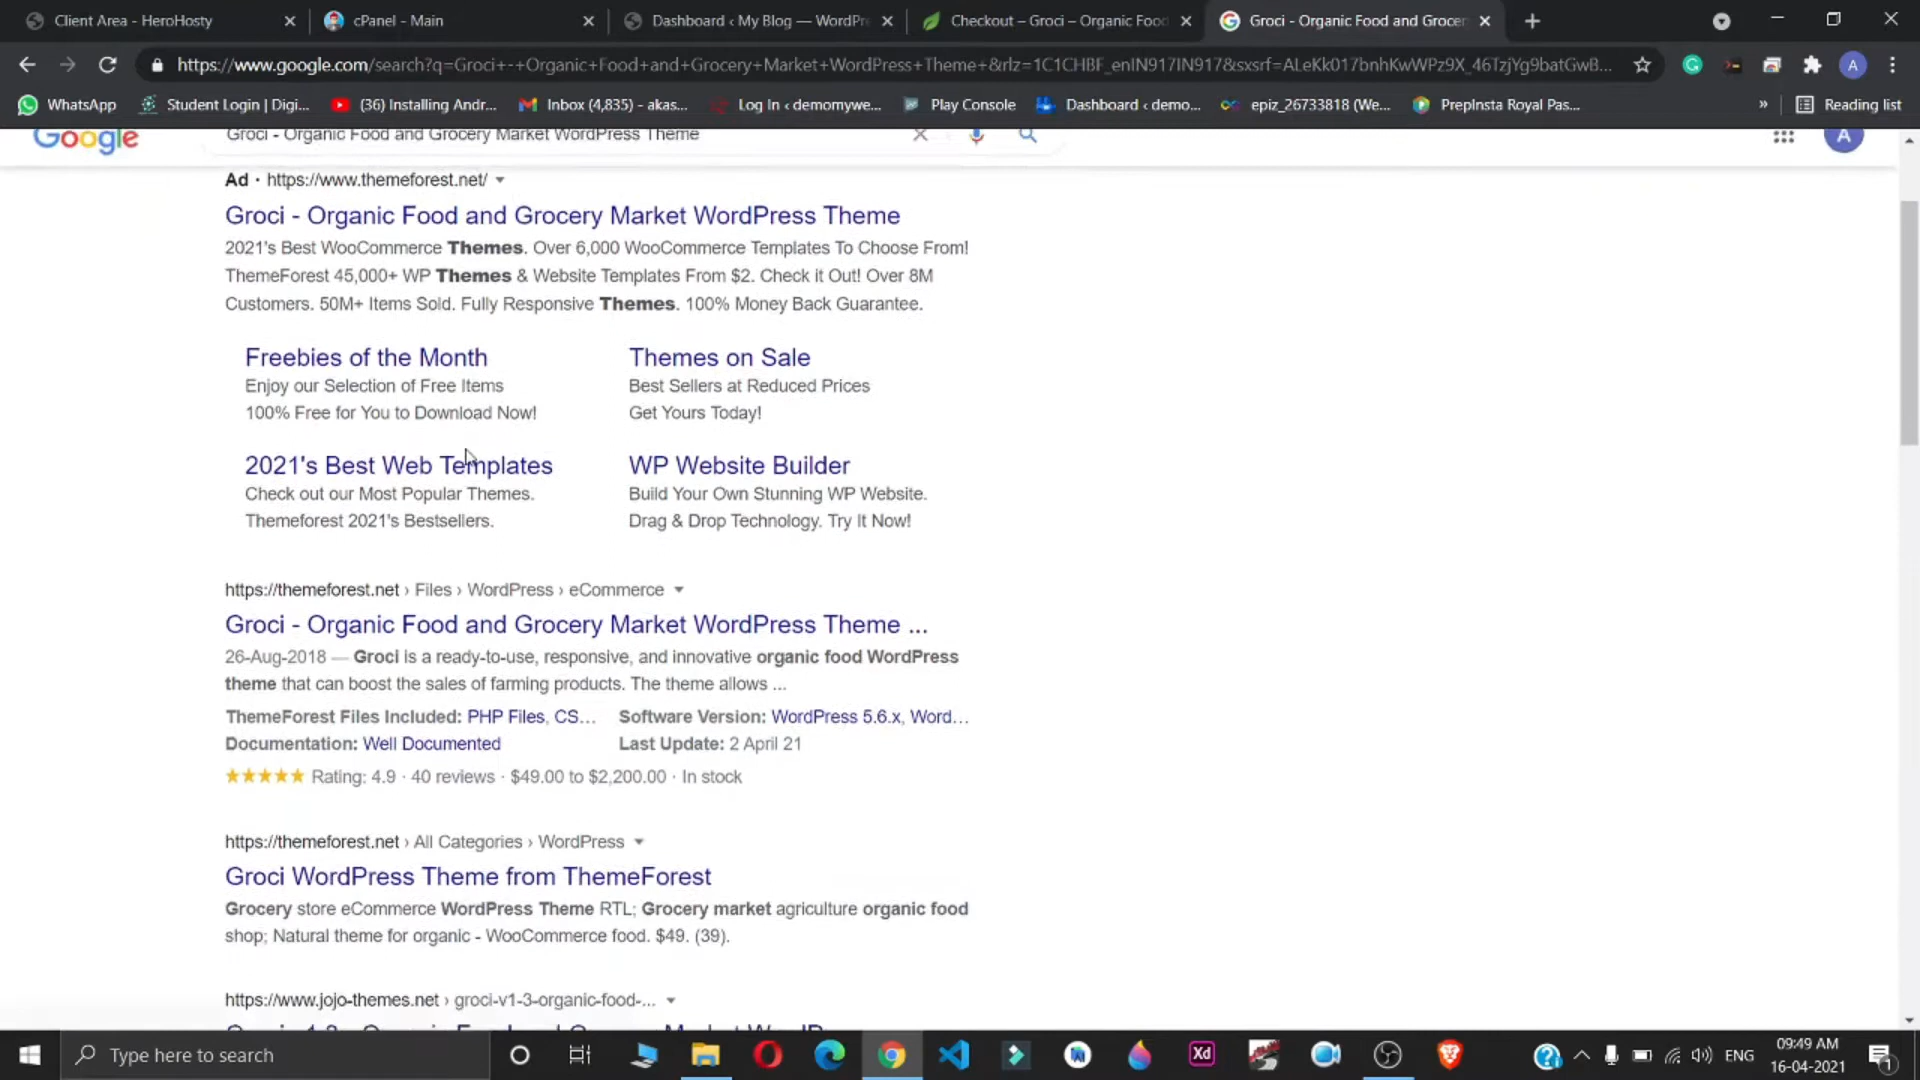 Client Area - HeroHosty
cPanel - Main
Dashboard ‹ My Blog — WordPr
Checkout – Groci – Organic Food
Groci - Organic Food and Grocer
https://www.google.com/search?q=Groci+-+Organic+Food+and+Grocery+Market+WordPress+Theme+&rlz=1C1CHBF_enIN917IN917&sxsrf=ALeKk017bnhKwWPz9X_46TzjYg9batGwB...
A
WhatsApp
Student Login | Digi...
(36) Installing Andr...
Inbox (4,835) - akas...
Log In ‹ demomywe...
Play Console
Dashboard ‹ demo...
epiz_26733818 (We...
PrepInsta Royal Pas...
»
Reading list
Google
Groci - Organic Food and Grocery Market WordPress Theme
A
Ad · https://www.themeforest.net/
Groci - Organic Food and Grocery Market WordPress Theme
2021's Best WooCommerce Themes. Over 6,000 WooCommerce Templates To Choose From!
ThemeForest 45,000+ WP Themes & Website Templates From $2. Check it Out! Over 8M
Customers. 50M+ Items Sold. Fully Responsive Themes. 100% Money Back Guarantee.
Freebies of the Month
Enjoy our Selection of Free Items
100% Free for You to Download Now!
Themes on Sale
Best Sellers at Reduced Prices
Get Yours Today!
2021's Best Web Templates
Check out our Most Popular Themes.
Themeforest 2021's Bestsellers.
WP Website Builder
Build Your Own Stunning WP Website.
Drag & Drop Technology. Try It Now!
https://themeforest.net › Files › WordPress › eCommerce
Groci - Organic Food and Grocery Market WordPress Theme ...
26-Aug-2018 — Groci is a ready-to-use, responsive, and innovative organic food WordPress
theme that can boost the sales of farming products. The theme allows ...
ThemeForest Files Included: PHP Files, CS...
Software Version: WordPress 5.6.x, Word...
Documentation: Well Documented
Last Update: 2 April 21
Rating: 4.9 · 40 reviews · $49.00 to $2,200.00 · In stock
https://themeforest.net › All Categories › WordPress
Groci WordPress Theme from ThemeForest
Grocery store eCommerce WordPress Theme RTL; Grocery market agriculture organic food
shop; Natural theme for organic - WooCommerce food. $49. (39).
https://www.jojo-themes.net › groci-v1-3-organic-food-...
Type here to search
Xd
ENG
09:49 AM
16-04-2021
1